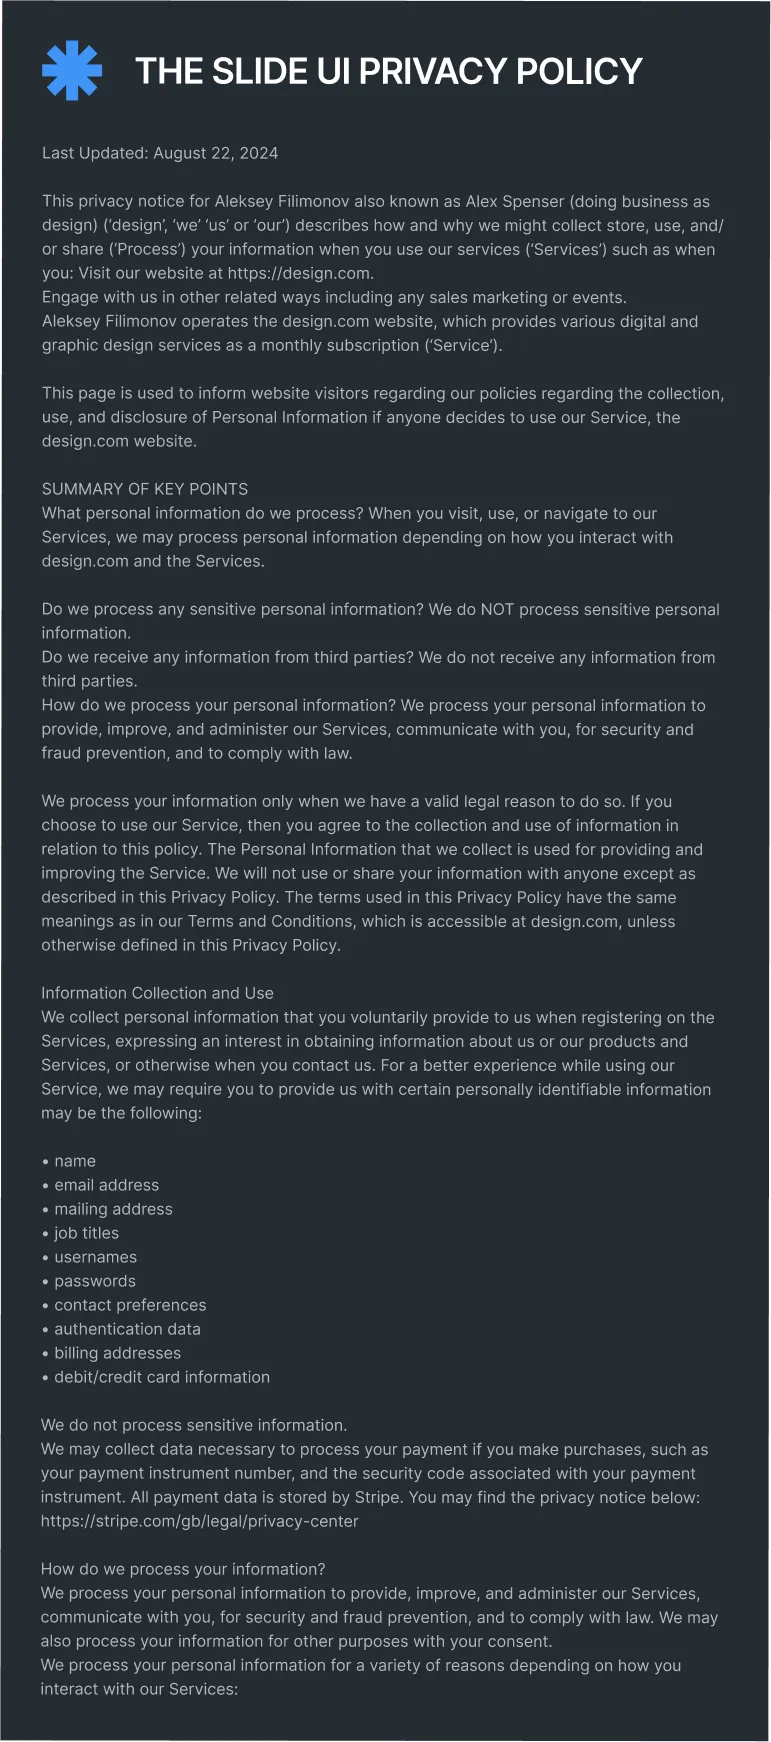 THE SLIDE UI PRIVACY POLICY
Last Updated: August 22, 2024
This privacy notice for Aleksey Filimonov also known as Alex Spenser (doing business as
design) (‘design’, ‘we’ ‘us’ or ‘our’) describes how and why we might collect store, use, and/
or share (‘Process’) your information when you use our services (‘Services’) such as when
you: Visit our website at https://design.com.
Engage with us in other related ways including any sales marketing or events.
Aleksey Filimonov operates the design.com website, which provides various digital and
graphic design services as a monthly subscription (‘Service’).
This page is used to inform website visitors regarding our policies regarding the collection,
use, and disclosure of Personal Information if anyone decides to use our Service, the
design.com website.
SUMMARY OF KEY POINTS
What personal information do we process? When you visit, use, or navigate to our
Services, we may process personal information depending on how you interact with
design.com and the Services.
Do we process any sensitive personal information? We do NOT process sensitive personal
information.
Do we receive any information from third parties? We do not receive any information from
third parties.
How do we process your personal information? We process your personal information to
provide, improve, and administer our Services, communicate with you, for security and
fraud prevention, and to comply with law.
We process your information only when we have a valid legal reason to do so. If you
choose to use our Service, then you agree to the collection and use of information in
relation to this policy. The Personal Information that we collect is used for providing and
improving the Service. We will not use or share your information with anyone except as
described in this Privacy Policy. The terms used in this Privacy Policy have the same
meanings as in our Terms and Conditions, which is accessible at design.com, unless
otherwise defined in this Privacy Policy.
Information Collection and Use
We collect personal information that you voluntarily provide to us when registering on the
Services, expressing an interest in obtaining information about us or our products and
Services, or otherwise when you contact us. For a better experience while using our
Service, we may require you to provide us with certain personally identifiable information
may be the following:
• name
• email address
• mailing address
• job titles
• usernames
• passwords
• contact preferences
• authentication data
• billing addresses
• debit/credit card information
We do not process sensitive information.
We may collect data necessary to process your payment if you make purchases, such as
your payment instrument number, and the security code associated with your payment
instrument. All payment data is stored by Stripe. You may find the privacy notice below:
https://stripe.com/gb/legal/privacy-center
How do we process your information?
We process your personal information to provide, improve, and administer our Services,
communicate with you, for security and fraud prevention, and to comply with law. We may
also process your information for other purposes with your consent.
We process your personal information for a variety of reasons depending on how you
interact with our Services: